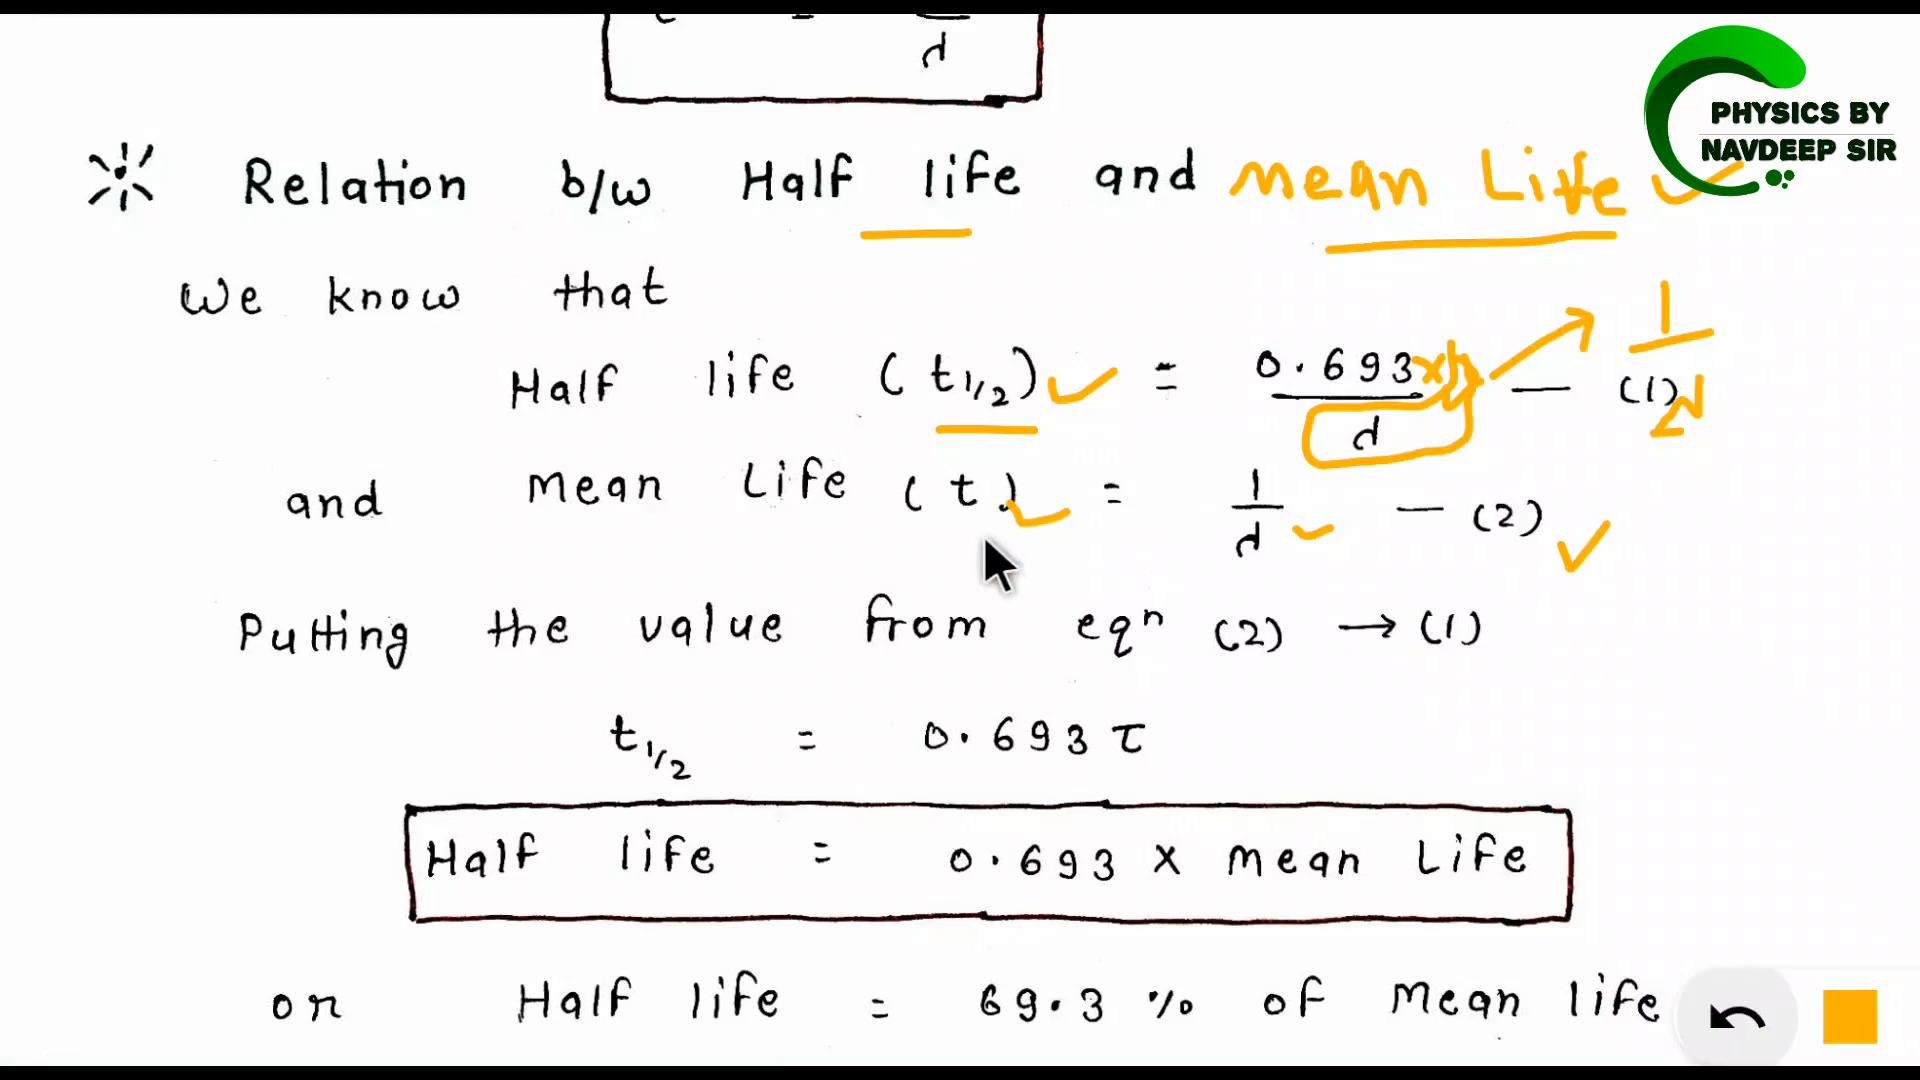 d
PHYSICS BY
NAVDEEP SIR
Relation b/w Half life and mean Life
We know that
Half life (t1/2) = 0.693/d — (1)
1
and mean Life (t) = 1/d — (2)
Putting the value from eqn (2) → (1)
t1/2 = 0.693 τ
Half life = 0.693 x mean Life
or Half life = 69.3 % of Mean life